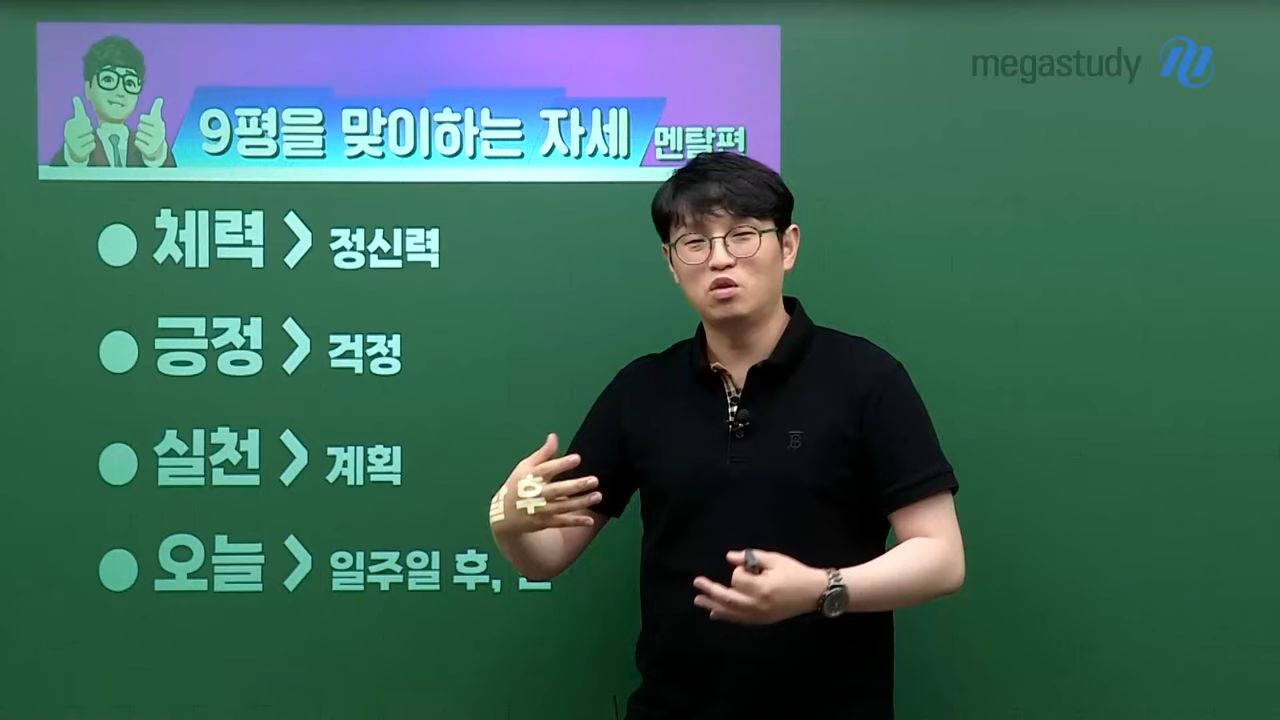 megastudy
9평을 맞이하는 자세 멘탈편
체력 > 정신력
긍정 > 걱정
실천 > 계획
오늘 > 일주일 후,
후